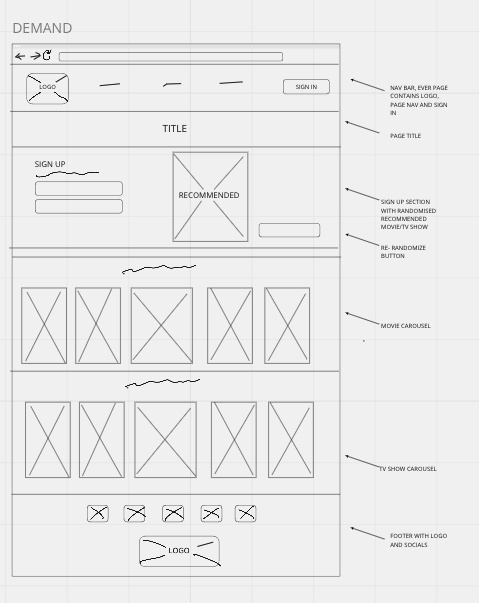 DEMAND
LOGO
SIGN IN
NAV BAR, EVER PAGE
CONTAINS LOGO,
PAGE NAV AND SIGN
IN
TITLE
PAGE TITLE
SIGN UP
RECOMMENDED
SIGN UP SECTION
WITH RANDOMISED
RECOMMENDED
MOVIE/TV SHOW
RE- RANDOMIZE
BUTTON
MOVIE CAROUSEL
TV SHOW CAROUSEL
FOOTER WITH LOGO
AND SOCIALS
LOGO